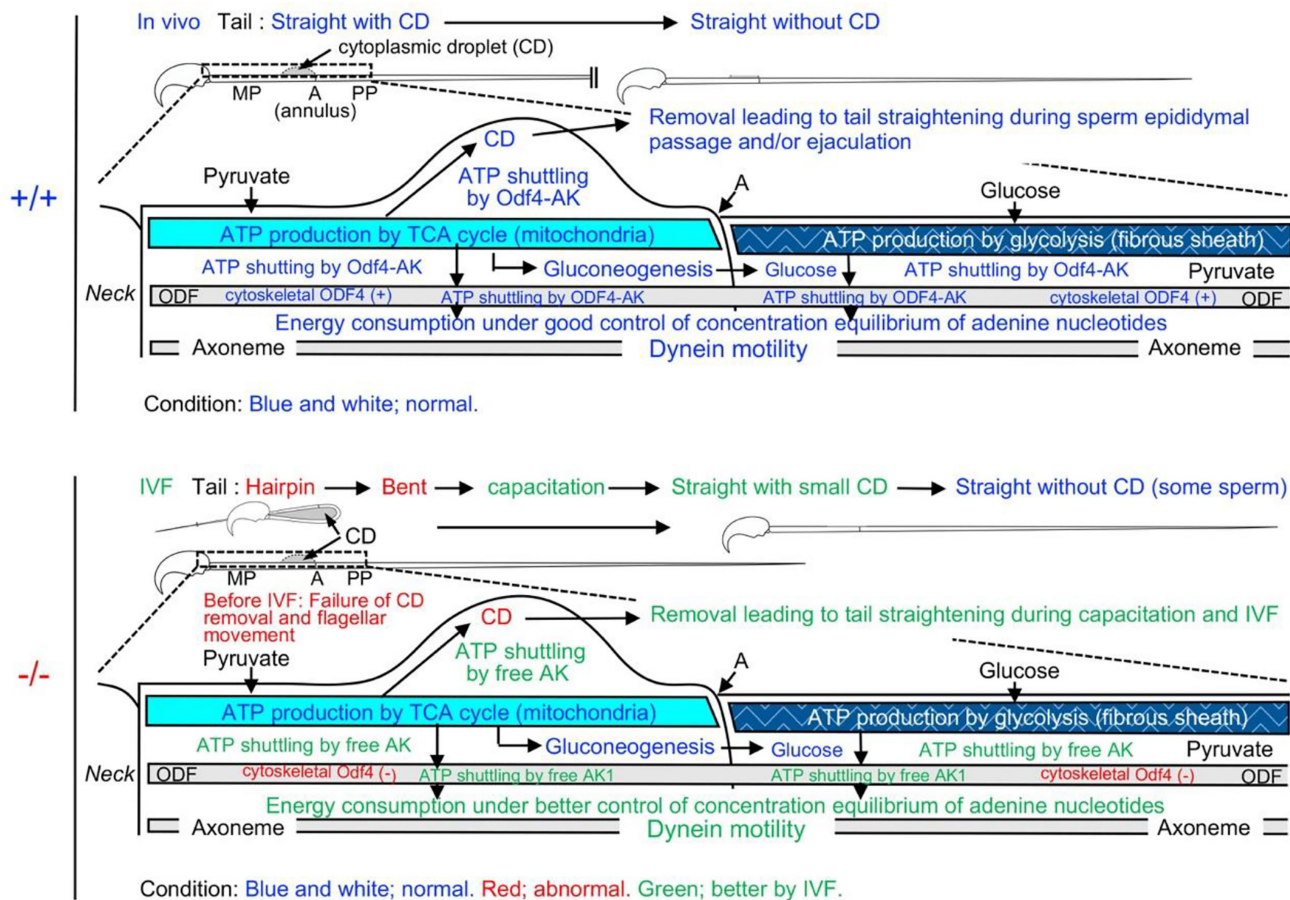 In vivo Tail : Straight with CD Straight without CD
cytoplasmic droplet (CD)
MP A PP
(annulus)
Removal leading to tail straightening during sperm epididymal
passage and/or ejaculation
CD
ATP shuttling
by Odf4-AK
Pyruvate A Glucose
+/+
ATP production by TCA cycle (mitochondria) ATP production by glycolysis (fibrous sheath)
ATP shutting by Odf4-AK Gluconeogenesis Glucose ATP shutting by Odf4-AK Pyruvate
Neck ODF cytoskeletal ODF4 (+) ATP shuttling by ODF4-AK ATP shuttling by ODF4-AK cytoskeletal ODF4 (+) ODF
Energy consumption under good control of concentration equilibrium of adenine nucleotides
Axoneme Dynein motility Axoneme
Condition: Blue and white; normal.
IVF Tail : Hairpin Bent capacitation Straight with small CD Straight without CD (some sperm)
CD
MP A PP
Before IVF: Failure of CD
removal and flagellar
movement
CD Removal leading to tail straightening during capacitation and IVF
ATP shuttling
by free AK
Pyruvate A Glucose
-/-
ATP production by TCA cycle (mitochondria) ATP production by glycolysis (fibrous sheath)
ATP shuttling by free AK Gluconeogenesis Glucose ATP shuttling by free AK Pyruvate
Neck ODF cytoskeletal Odf4 (-) ATP shuttling by free AK1 ATP shuttling by free AK1 cytoskeletal Odf4 (-) ODF
Energy consumption under better control of concentration equilibrium of adenine nucleotides
Axoneme Dynein motility Axoneme
Condition: Blue and white; normal. Red; abnormal. Green; better by IVF.